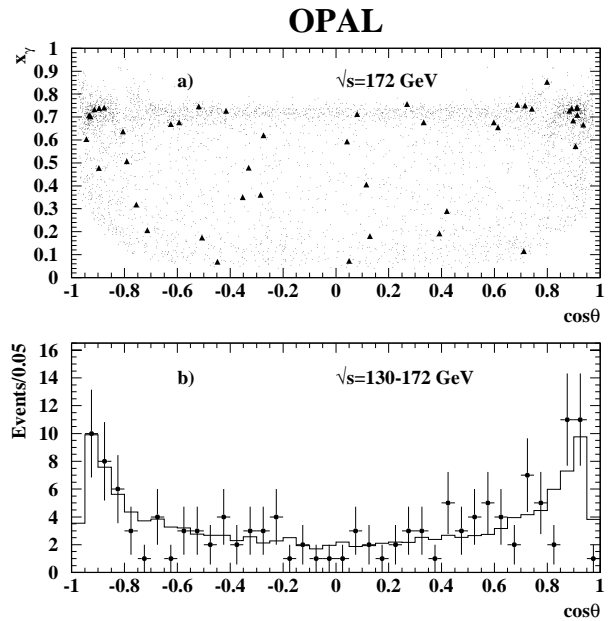 OPAL
x_γ
1
0.9
0.8
0.7
0.6
0.5
0.4
0.3
0.2
0.1
0
a) √s=172 GeV
-1 -0.8 -0.6 -0.4 -0.2 0 0.2 0.4 0.6 0.8 1
cosθ
Events/0.05
16
14
12
10
8
6
4
2
0
b) √s=130-172 GeV
-1 -0.8 -0.6 -0.4 -0.2 0 0.2 0.4 0.6 0.8 1
cosθ